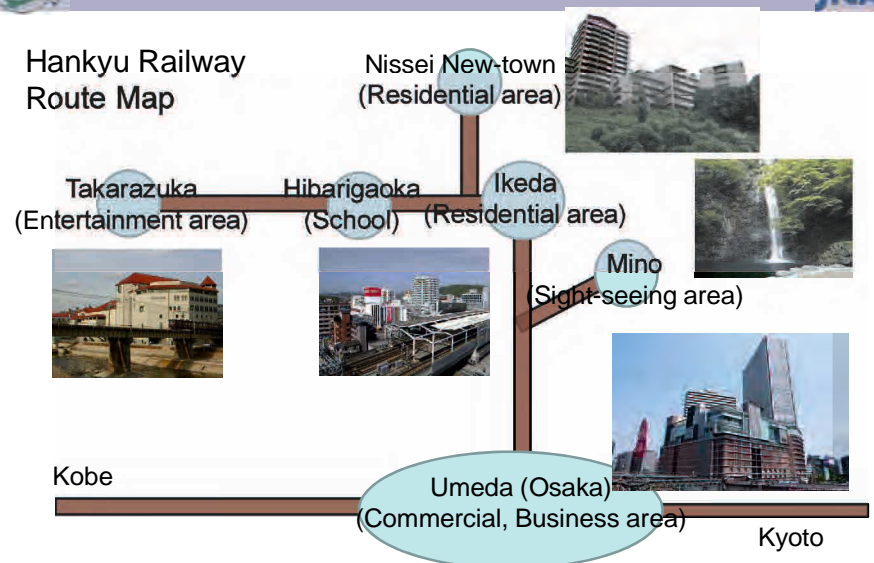 Hankyu Railway
Route Map
Nissei New-town
(Residential area)
Takarazuka
(Entertainment area)
Hibarigaoka
(School)
Ikeda
(Residential area)
Mino
(Sight-seeing area)
Kobe
Umeda (Osaka)
(Commercial, Business area)
Kyoto